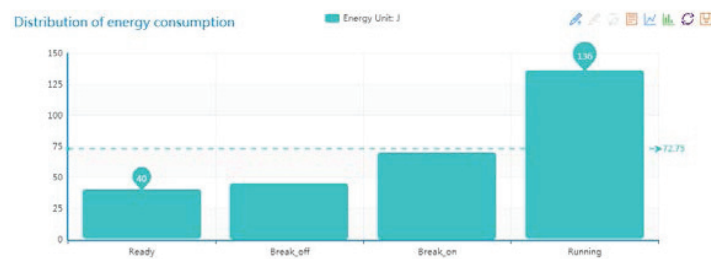 Distribution of energy consumption
Energy Unit: J
150
125
100
75
50
25
0
40
136
72.75
Ready
Break_off
Break_on
Running